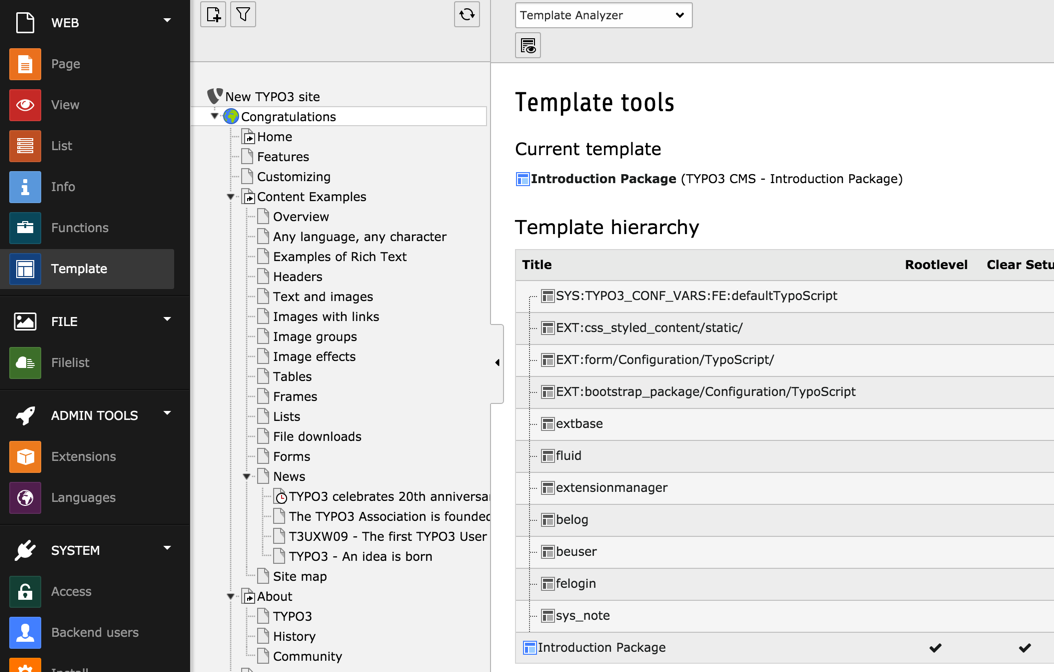 WEB
Page
View
List
Info
Functions
Template
FILE
Filelist
ADMIN TOOLS
Extensions
Languages
SYSTEM
Access
Backend users
Install
New TYPO3 site
Congratulations
Home
Features
Customizing
Content Examples
Overview
Any language, any character
Examples of Rich Text
Headers
Text and images
Images with links
Image groups
Image effects
Tables
Frames
Lists
File downloads
Forms
News
TYPO3 celebrates 20th anniversa
The TYPO3 Association is founded
T3UXW09 - The first TYPO3 User
TYPO3 - An idea is born
Site map
About
TYPO3
History
Community
Template Analyzer
Template tools
Current template
Introduction Package (TYPO3 CMS - Introduction Package)
Template hierarchy
Title Rootlevel Clear Setu
SYS:TYPO3_CONF_VARS:FE:defaultTypoScript
EXT:css_styled_content/static/
EXT:form/Configuration/TypoScript/
EXT:bootstrap_package/Configuration/TypoScript
extbase
fluid
extensionmanager
belog
beuser
felogin
sys_note
Introduction Package